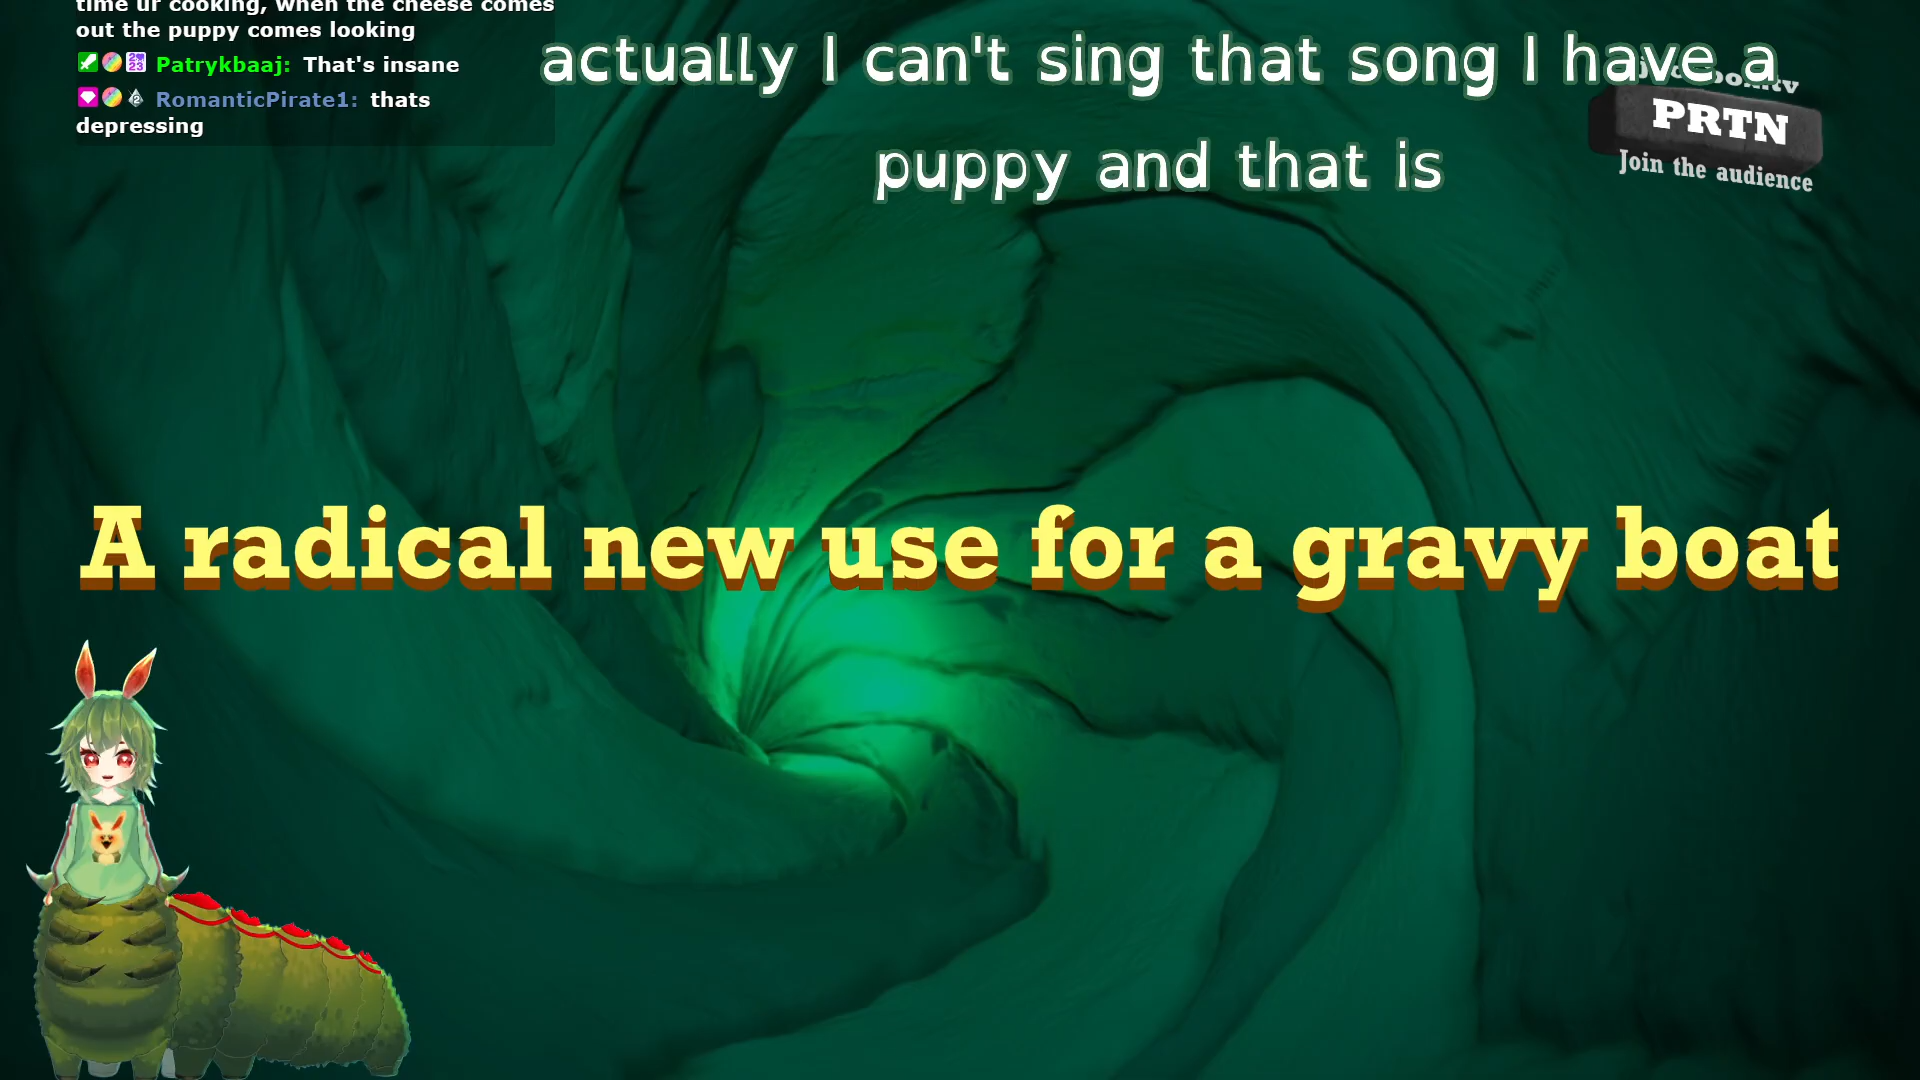 time ur cooking, when the cheese comes
out the puppy comes looking
Patrykbaaj: That's insane
RomanticPirate1: thats
depressing
actually I can't sing that song I have a
puppy and that is
PRTN
Join the audience
A radical new use for a gravy boat